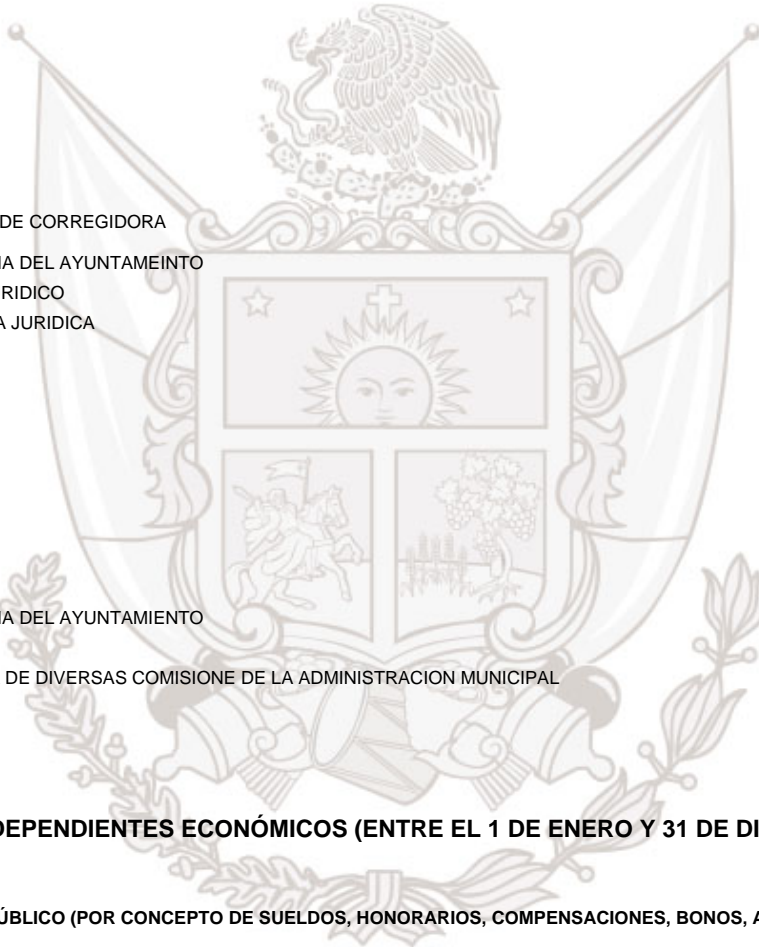 DE CORREGIDORA
IA DEL AYUNTAMEINTO
RIDICO
A JURIDICA
IA DEL AYUNTAMIENTO
DE DIVERSAS COMISIONE DE LA ADMINISTRACION MUNICIPAL
DEPENDIENTES ECONÓMICOS (ENTRE EL 1 DE ENERO Y 31 DE DI
ÚBLICO (POR CONCEPTO DE SUELDOS, HONORARIOS, COMPENSACIONES, BONOS, A